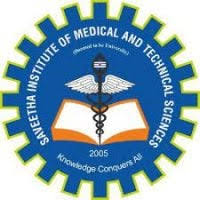 SAVEETHA INSTITUTE OF MEDICAL AND TECHNICAL SCIENCES
(Deemed to be University)
2005
Knowledge Conquers All